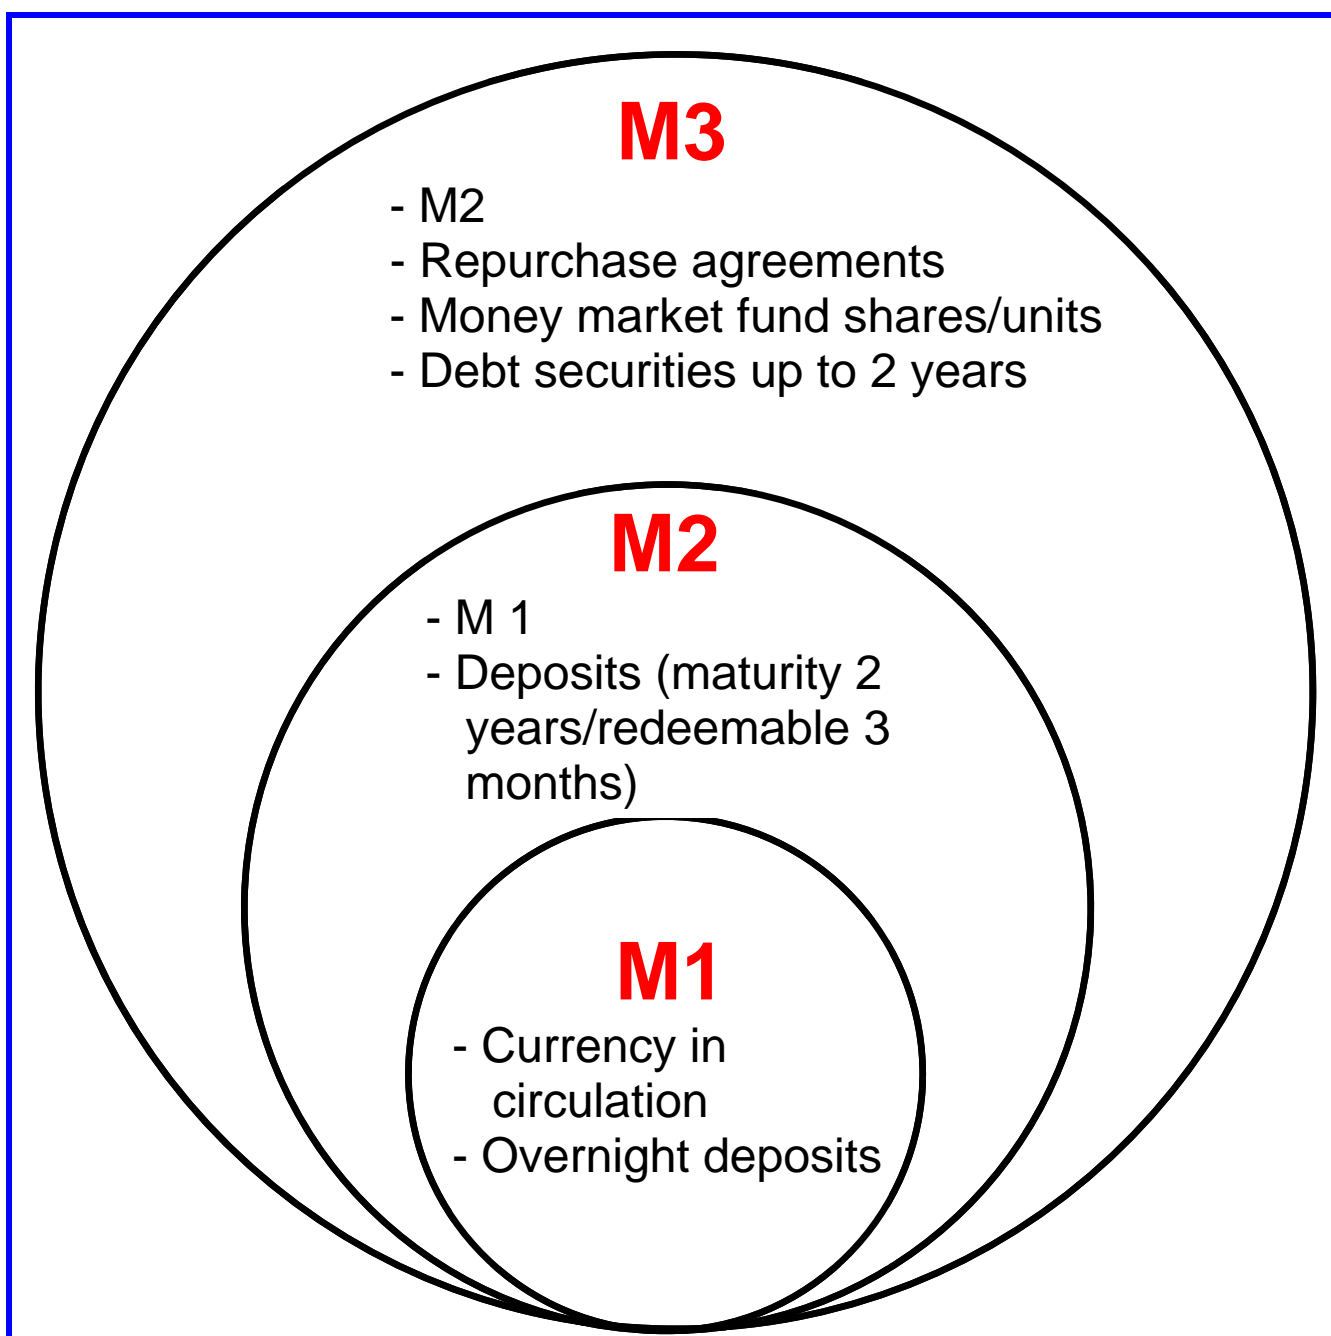 M3
- M2
- Repurchase agreements
- Money market fund shares/units
- Debt securities up to 2 years
M2
- M 1
- Deposits (maturity 2
years/redeemable 3
months)
M1
- Currency in
circulation
- Overnight deposits